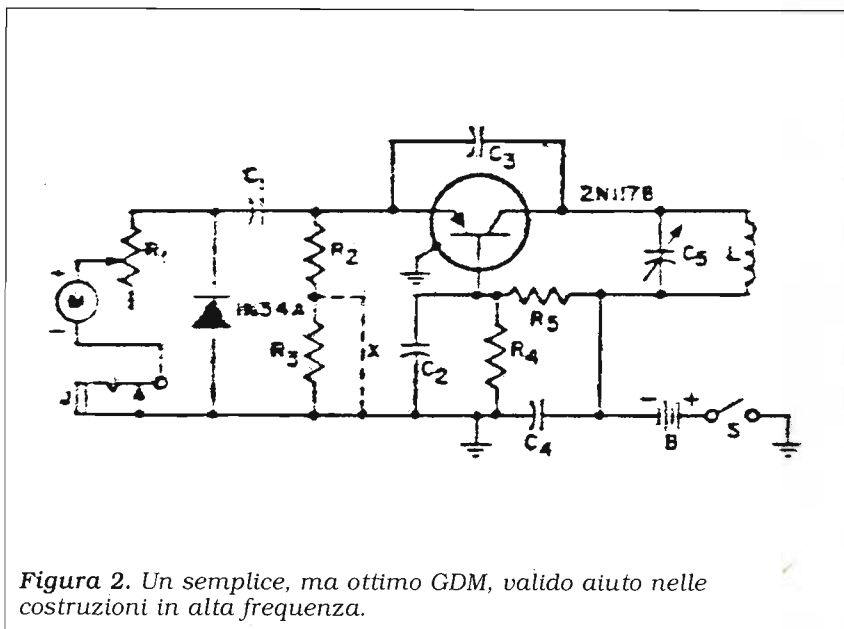 C3
2N1178
C1
R1
R2
C5
L
+
M
-
1N34A
R5
R3
X
C2
R4
J
- +
C4
B
S
Figura 2. Un semplice, ma ottimo GDM, valido aiuto nelle
costruzioni in alta frequenza.